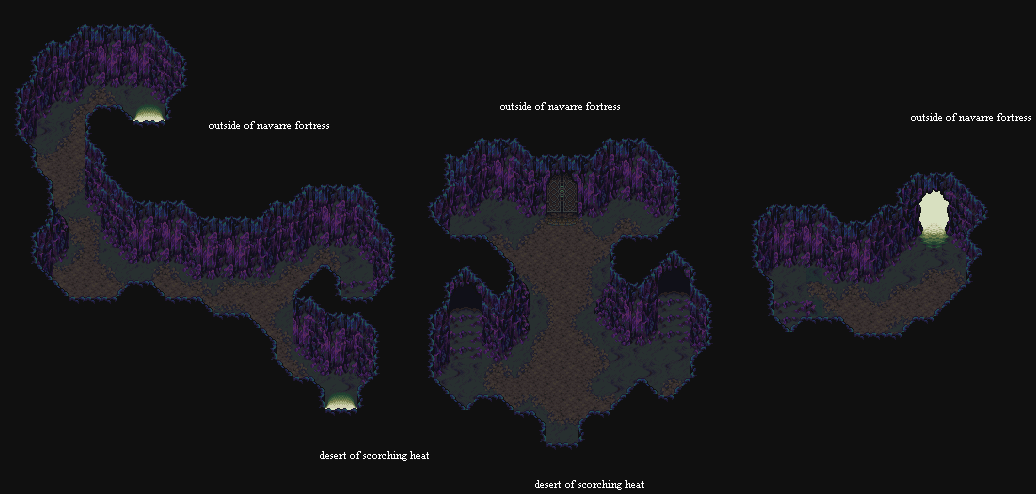 outside of navarre fortress
outside of navarre fortress
outside of navarre fortress
desert of scorching heat
desert of scorching heat